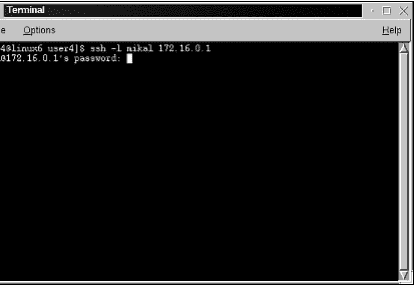 Terminal
e Options Help
4@linux6 user4]$ ssh -l mikal 172.16.0.1
@172.16.0.1's password: